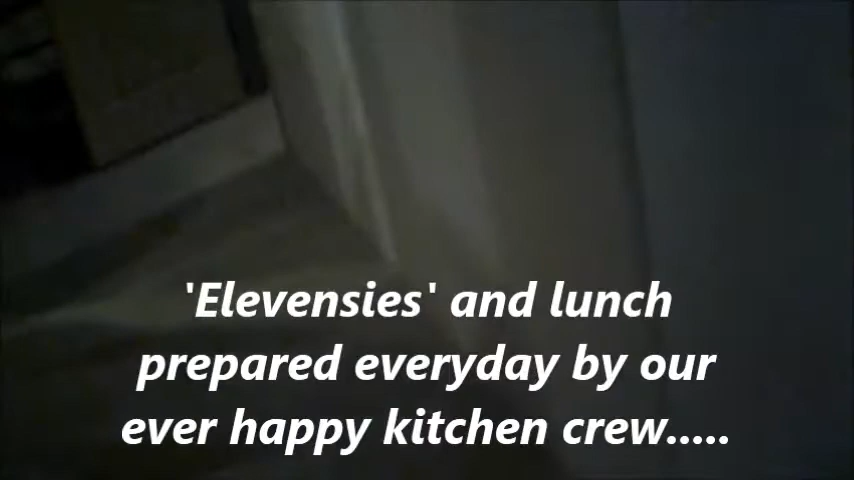 'Elevensies' and lunch
prepared everyday by our
ever happy kitchen crew.....